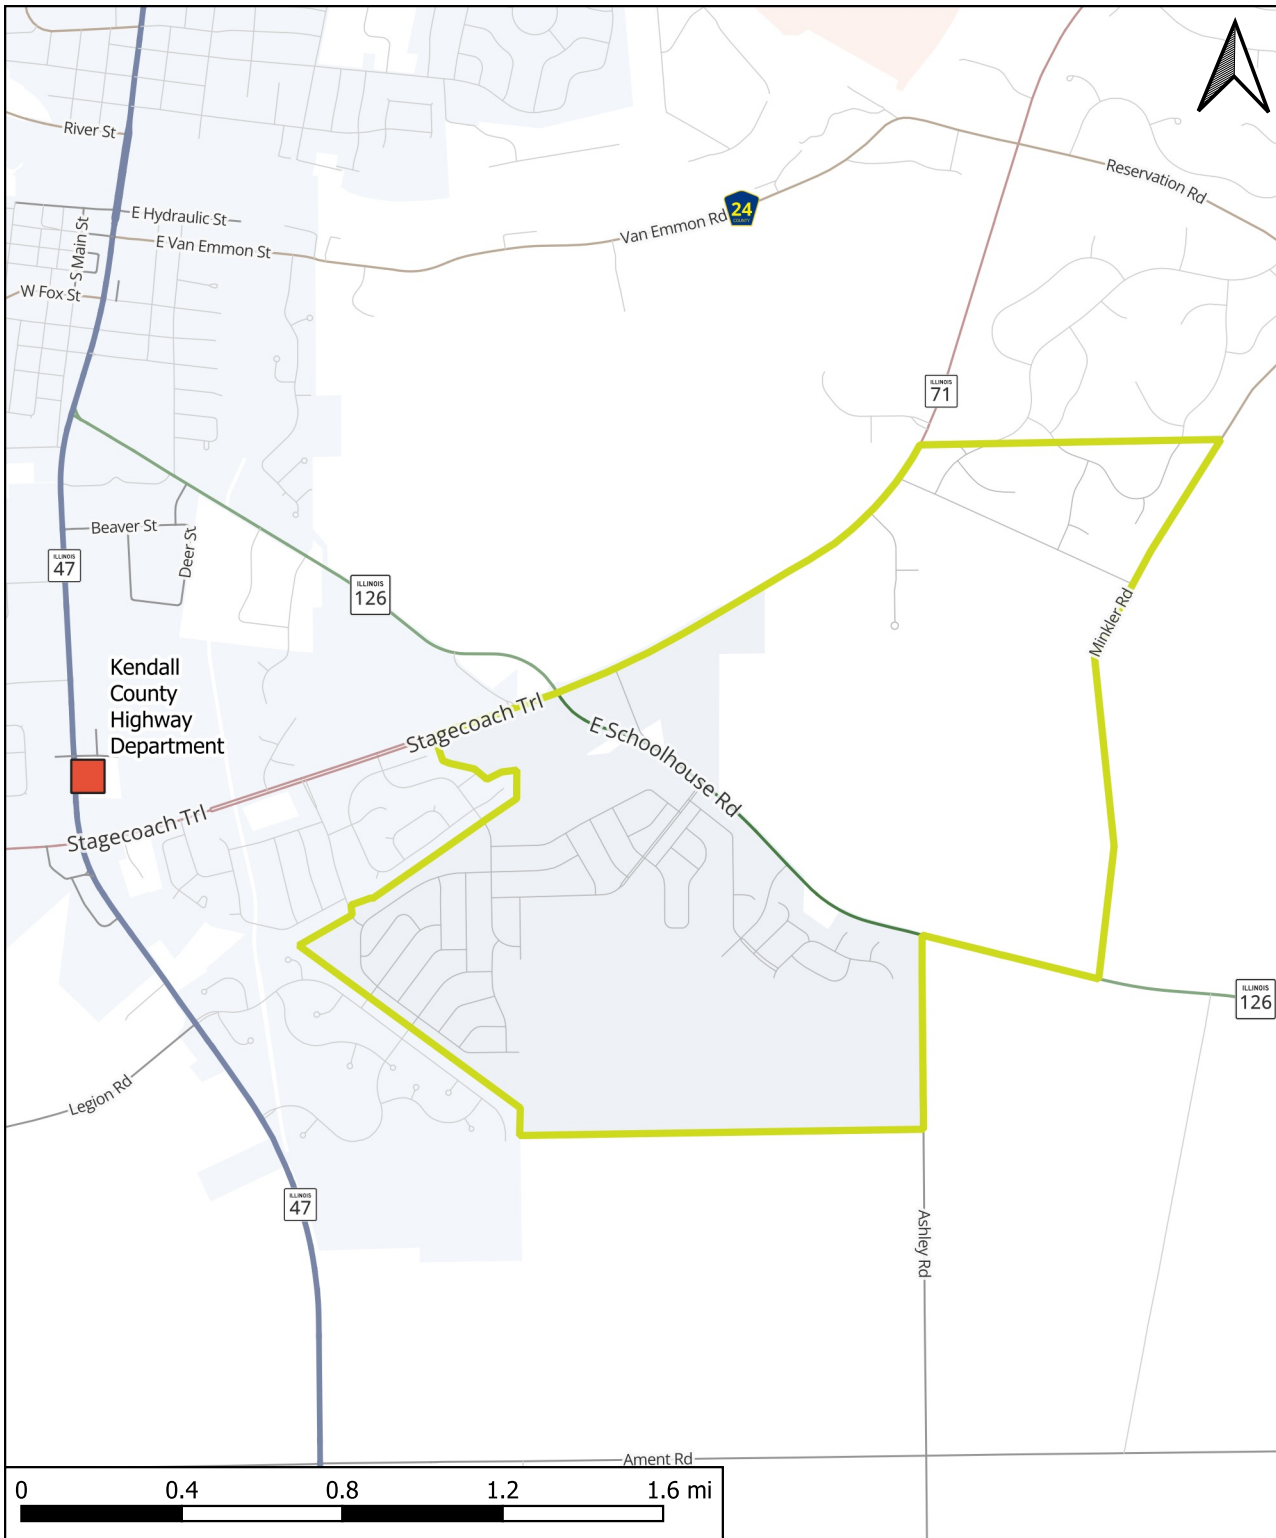 River St
E Hydraulic St
S Main St
E Van Emmon St
W Fox St
Van Emmon Rd
24
COUNTY
Reservation Rd
ILLINOIS
71
Beaver St
Deer St
ILLINOIS
47
ILLINOIS
126
Minkler Rd
Kendall
County
Highway
Department
Stagecoach Trl
E Schoolhouse Rd
Stagecoach Trl
ILLINOIS
126
Legion Rd
ILLINOIS
47
Ashley Rd
Ament Rd
0 0.4 0.8 1.2 1.6 mi